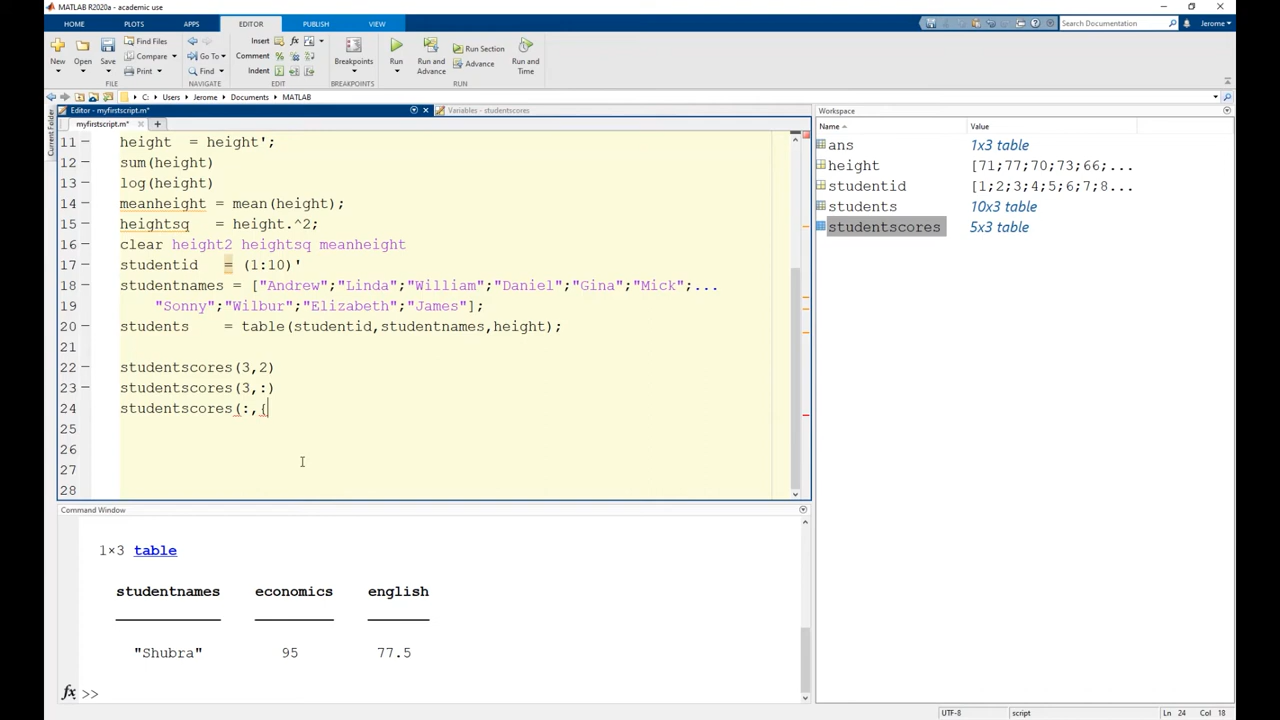 MATLAB R2020a - academic use
HOME PLOTS APPS EDITOR PUBLISH VIEW Search Documentation Jerome
New Open Save Find Files Compare Print Go To Find Insert fx Comment % Indent Breakpoints Run Run and Advance Run Section Advance Run and Time
FILE NAVIGATE EDIT BREAKPOINTS RUN
C: Users Jerome Documents MATLAB
Current Folder
Editor - myfirstscript.m* Variables - studentscores
myfirstscript.m* +
11 height = height';
12 sum(height)
13 log(height)
14 meanheight = mean(height);
15 heightsq = height.^2;
16 clear height2 heightsq meanheight
17 studentid = (1:10)'
18 studentnames = ["Andrew";"Linda";"William";"Daniel";"Gina";"Mick";...
19 "Sonny";"Wilbur";"Elizabeth";"James"];
20 students = table(studentid,studentnames,height);
21
22 studentscores(3,2)
23 studentscores(3,:)
24 studentscores(:,{
25
26
27
28
Command Window
1×3 table
studentnames economics english
"Shubra" 95 77.5
fx >>
Workspace
Name Value
ans 1x3 table
height [71;77;70;73;66;...
studentid [1;2;3;4;5;6;7;8...
students 10x3 table
studentscores 5x3 table
UTF-8 script Ln 24 Col 18